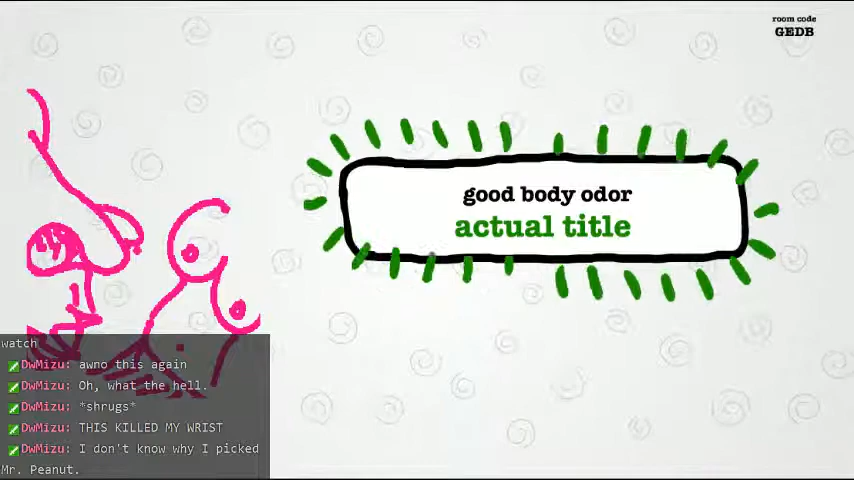 room code
GEDB
good body odor
actual title
watch
DwMizu: awno this again
DwMizu: Oh, what the hell.
DwMizu: *shrugs*
DwMizu: THIS KILLED MY WRIST
DwMizu: I don't know why I picked
Mr. Peanut.